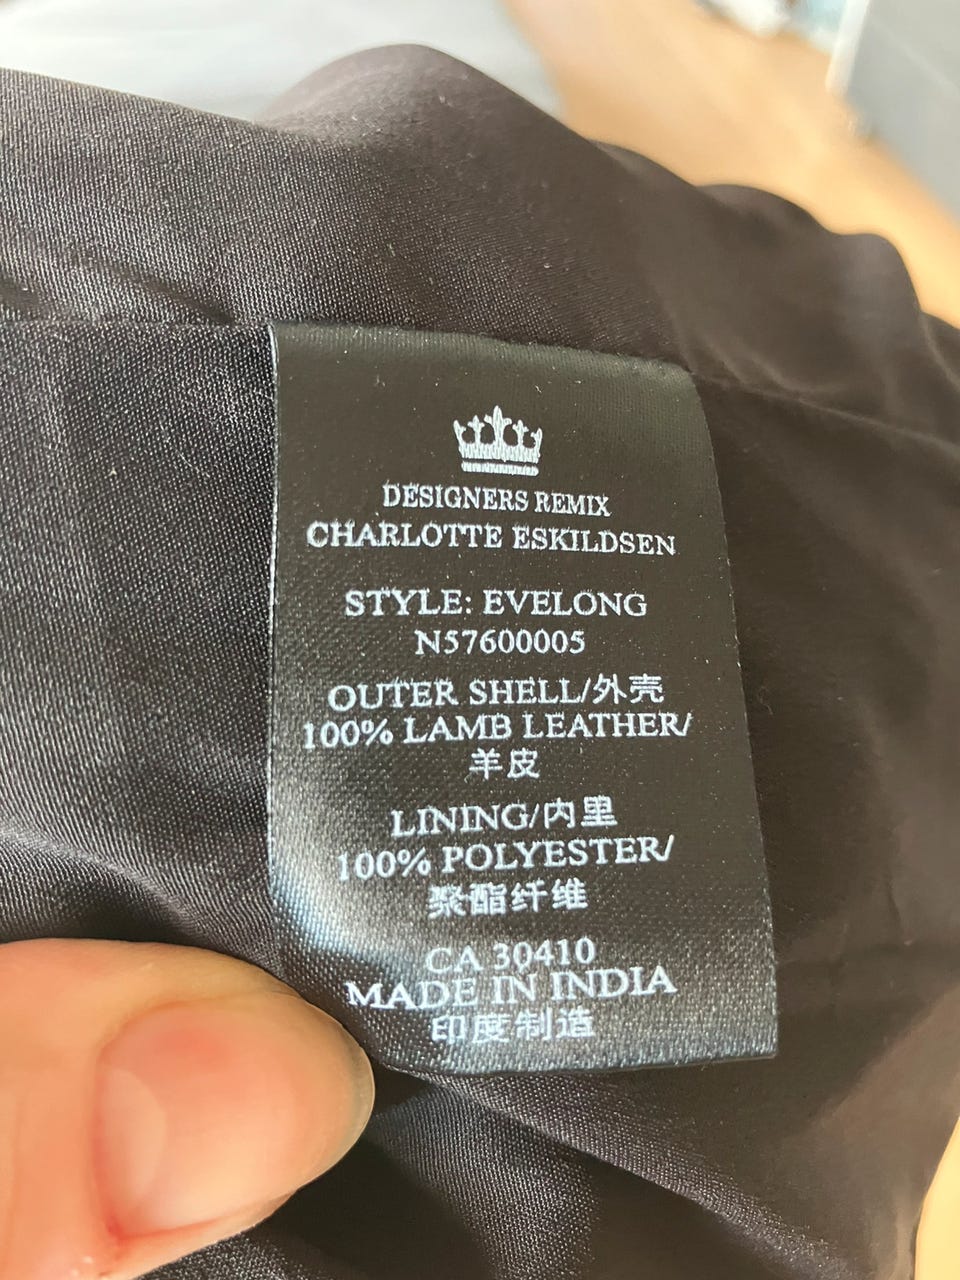 DESIGNERS REMIX
CHARLOTTE ESKILDSEN
STYLE: EVELONG
N57600005
OUTER SHELL/外壳
100% LAMB LEATHER/
羊皮
LINING/内里
100% POLYESTER/
聚酯纤维
CA 30410
MADE IN INDIA
印度制造